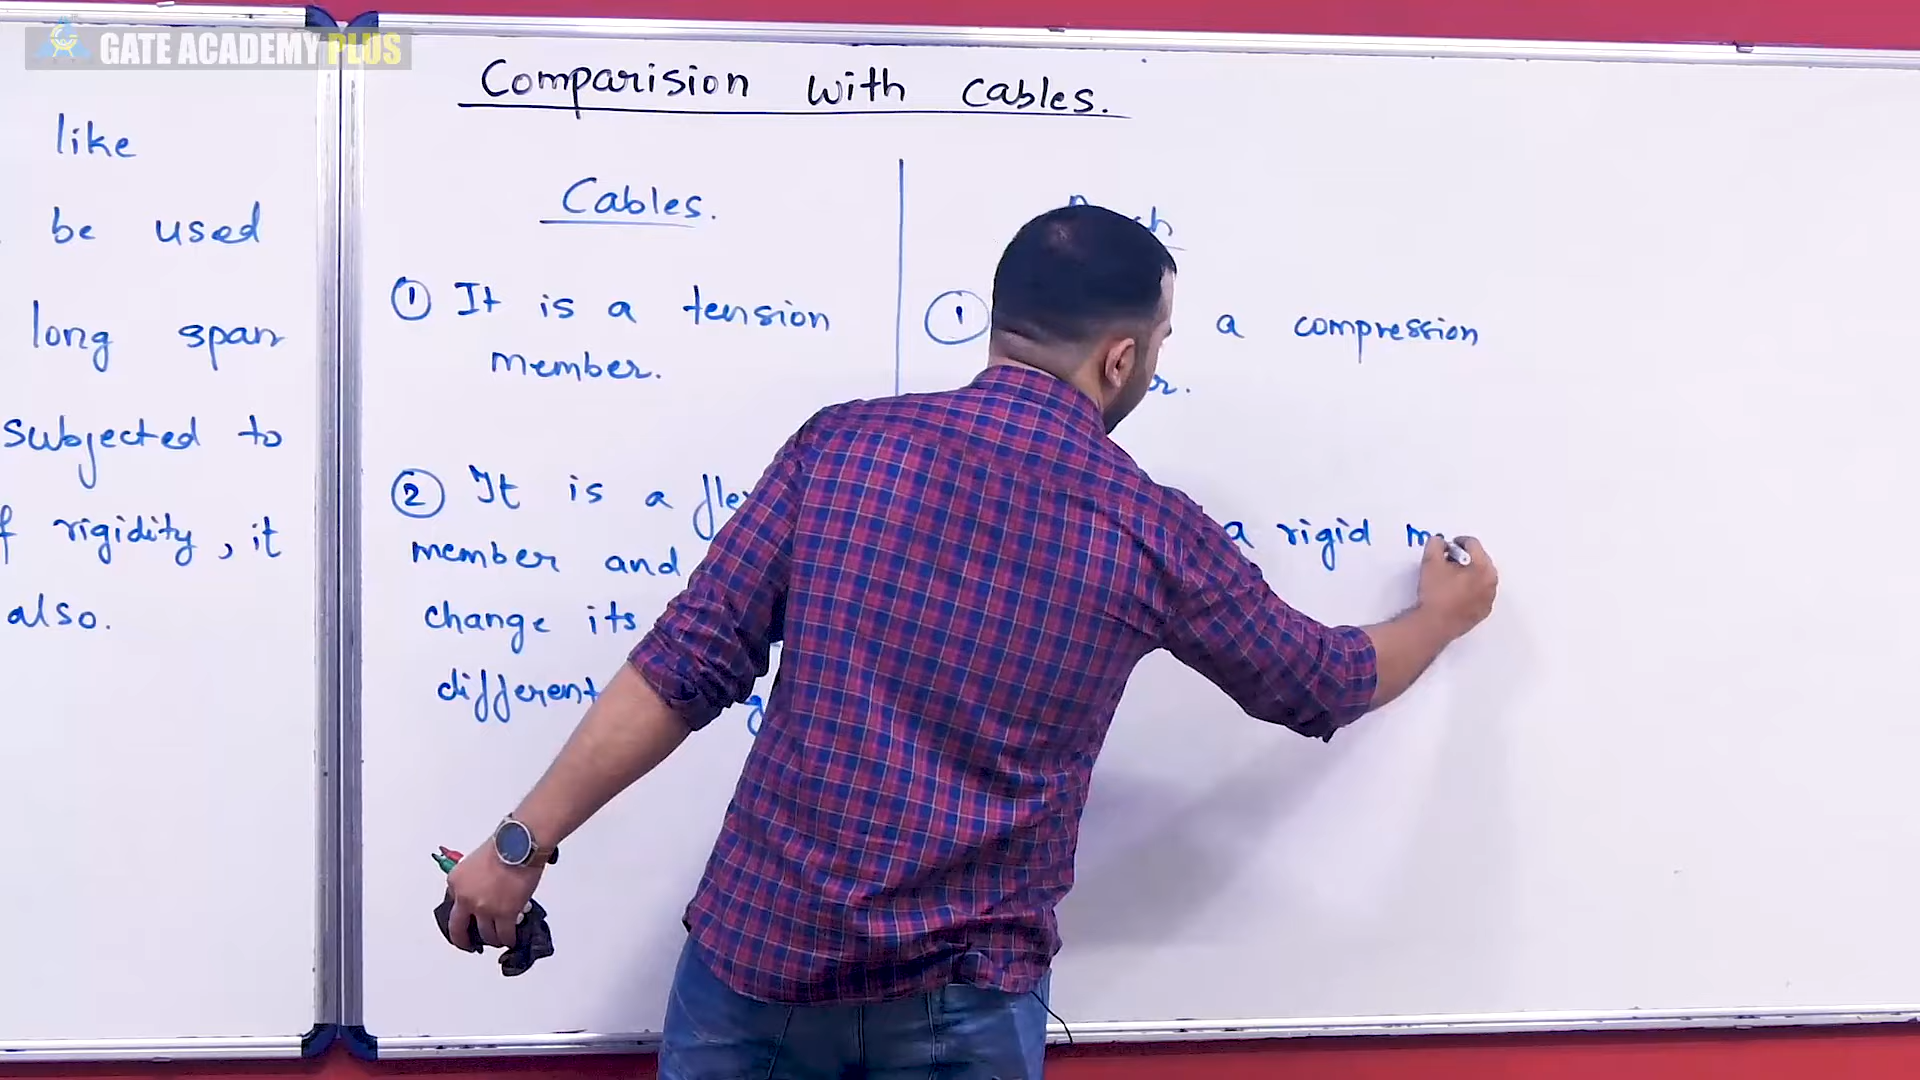 GATE ACADEMY PLUS
like
be used
long span
subjected to
rigidity, it
also.
Comparision with cables.
Cables.
① It is a tension
member.
② It is a
member and
change its
different
①
a compression
a rigid